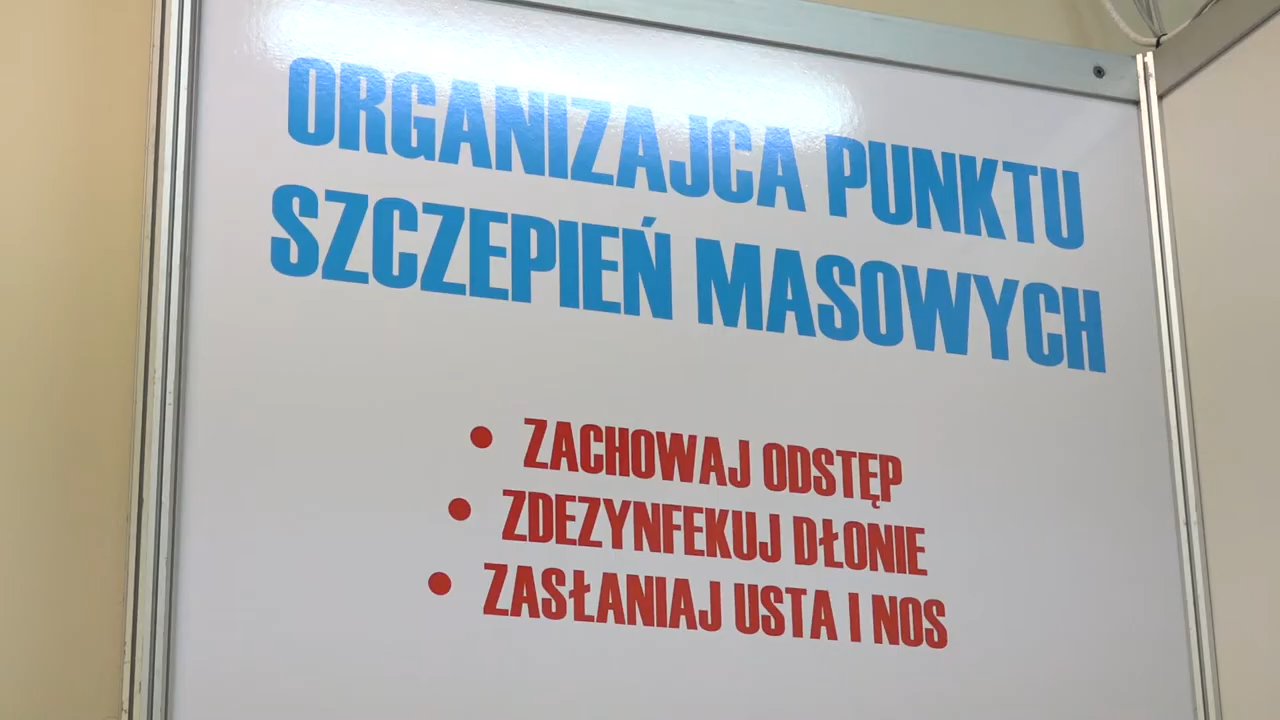 ORGANIZAJCA PUNKTU
SZCZEPIEŃ MASOWYCH
• ZACHOWAJ ODSTĘP
• ZDEZYNFEKUJ DŁONIE
• ZASŁANIAJ USTA I NOS